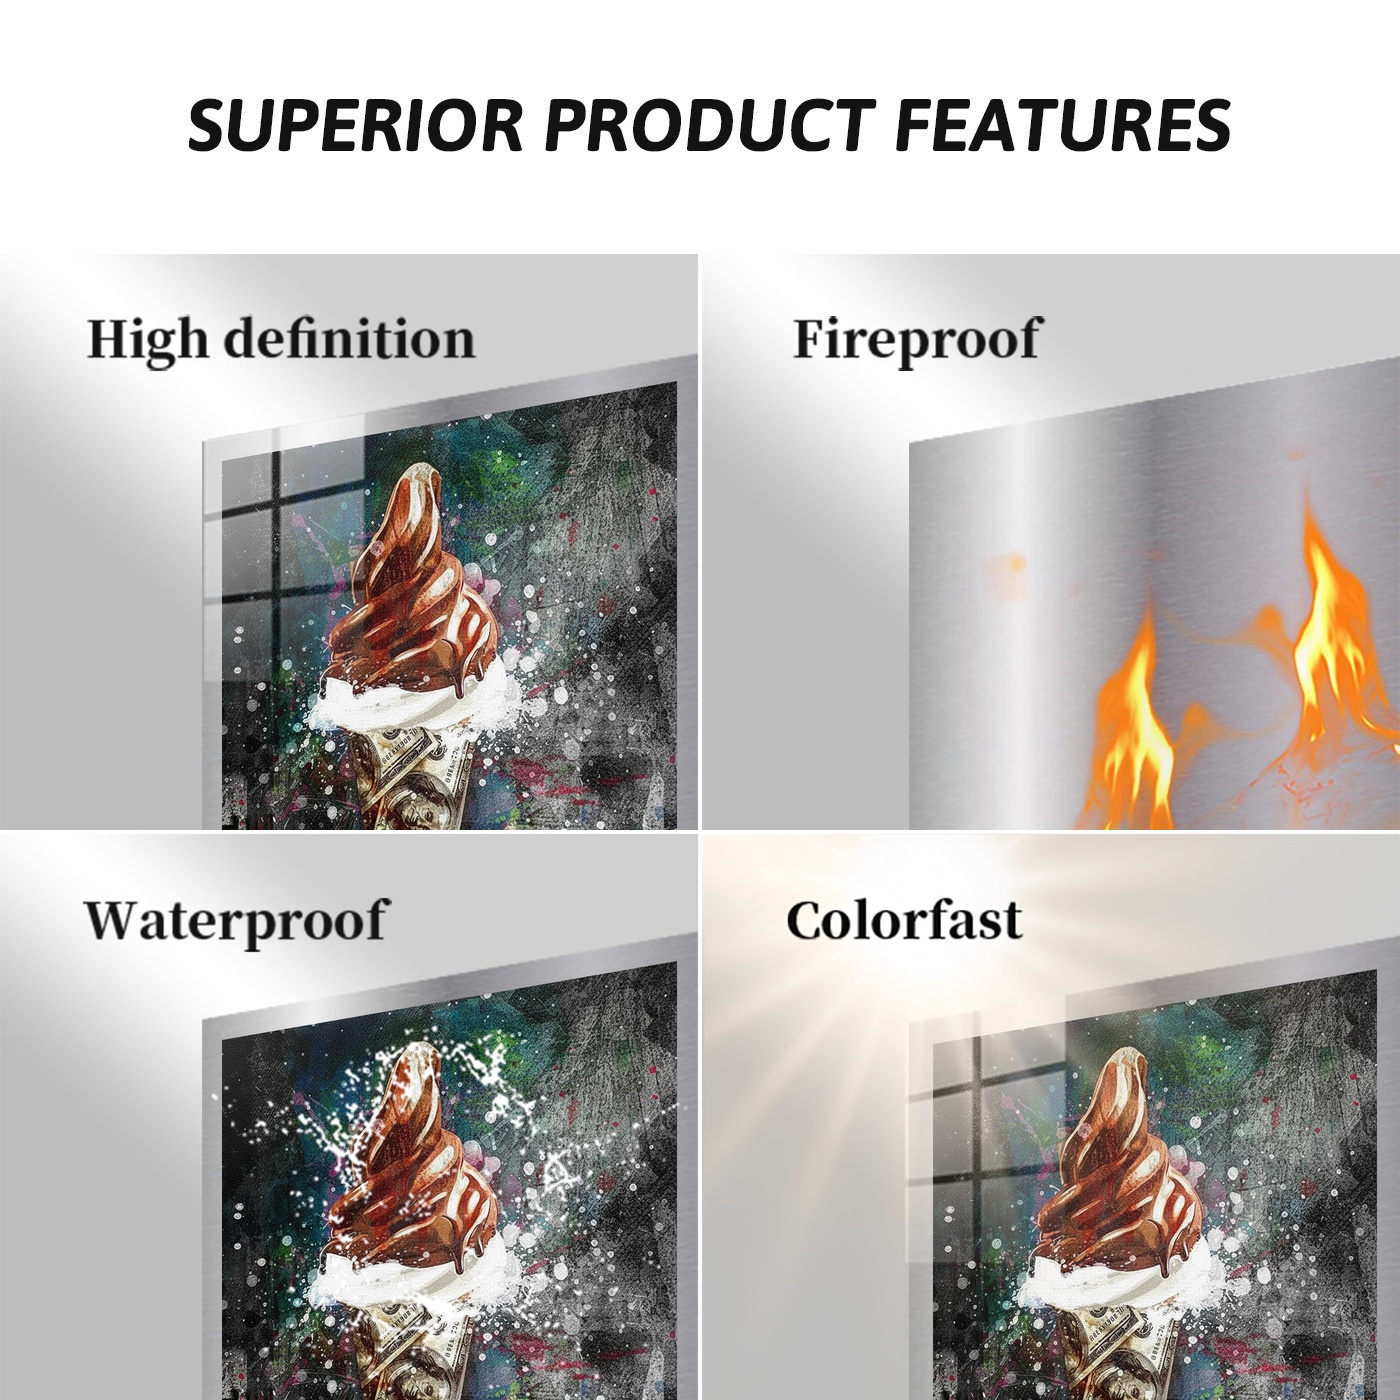 SUPERIOR PRODUCT FEATURES
High definition
Fireproof
Waterproof
Colorfast